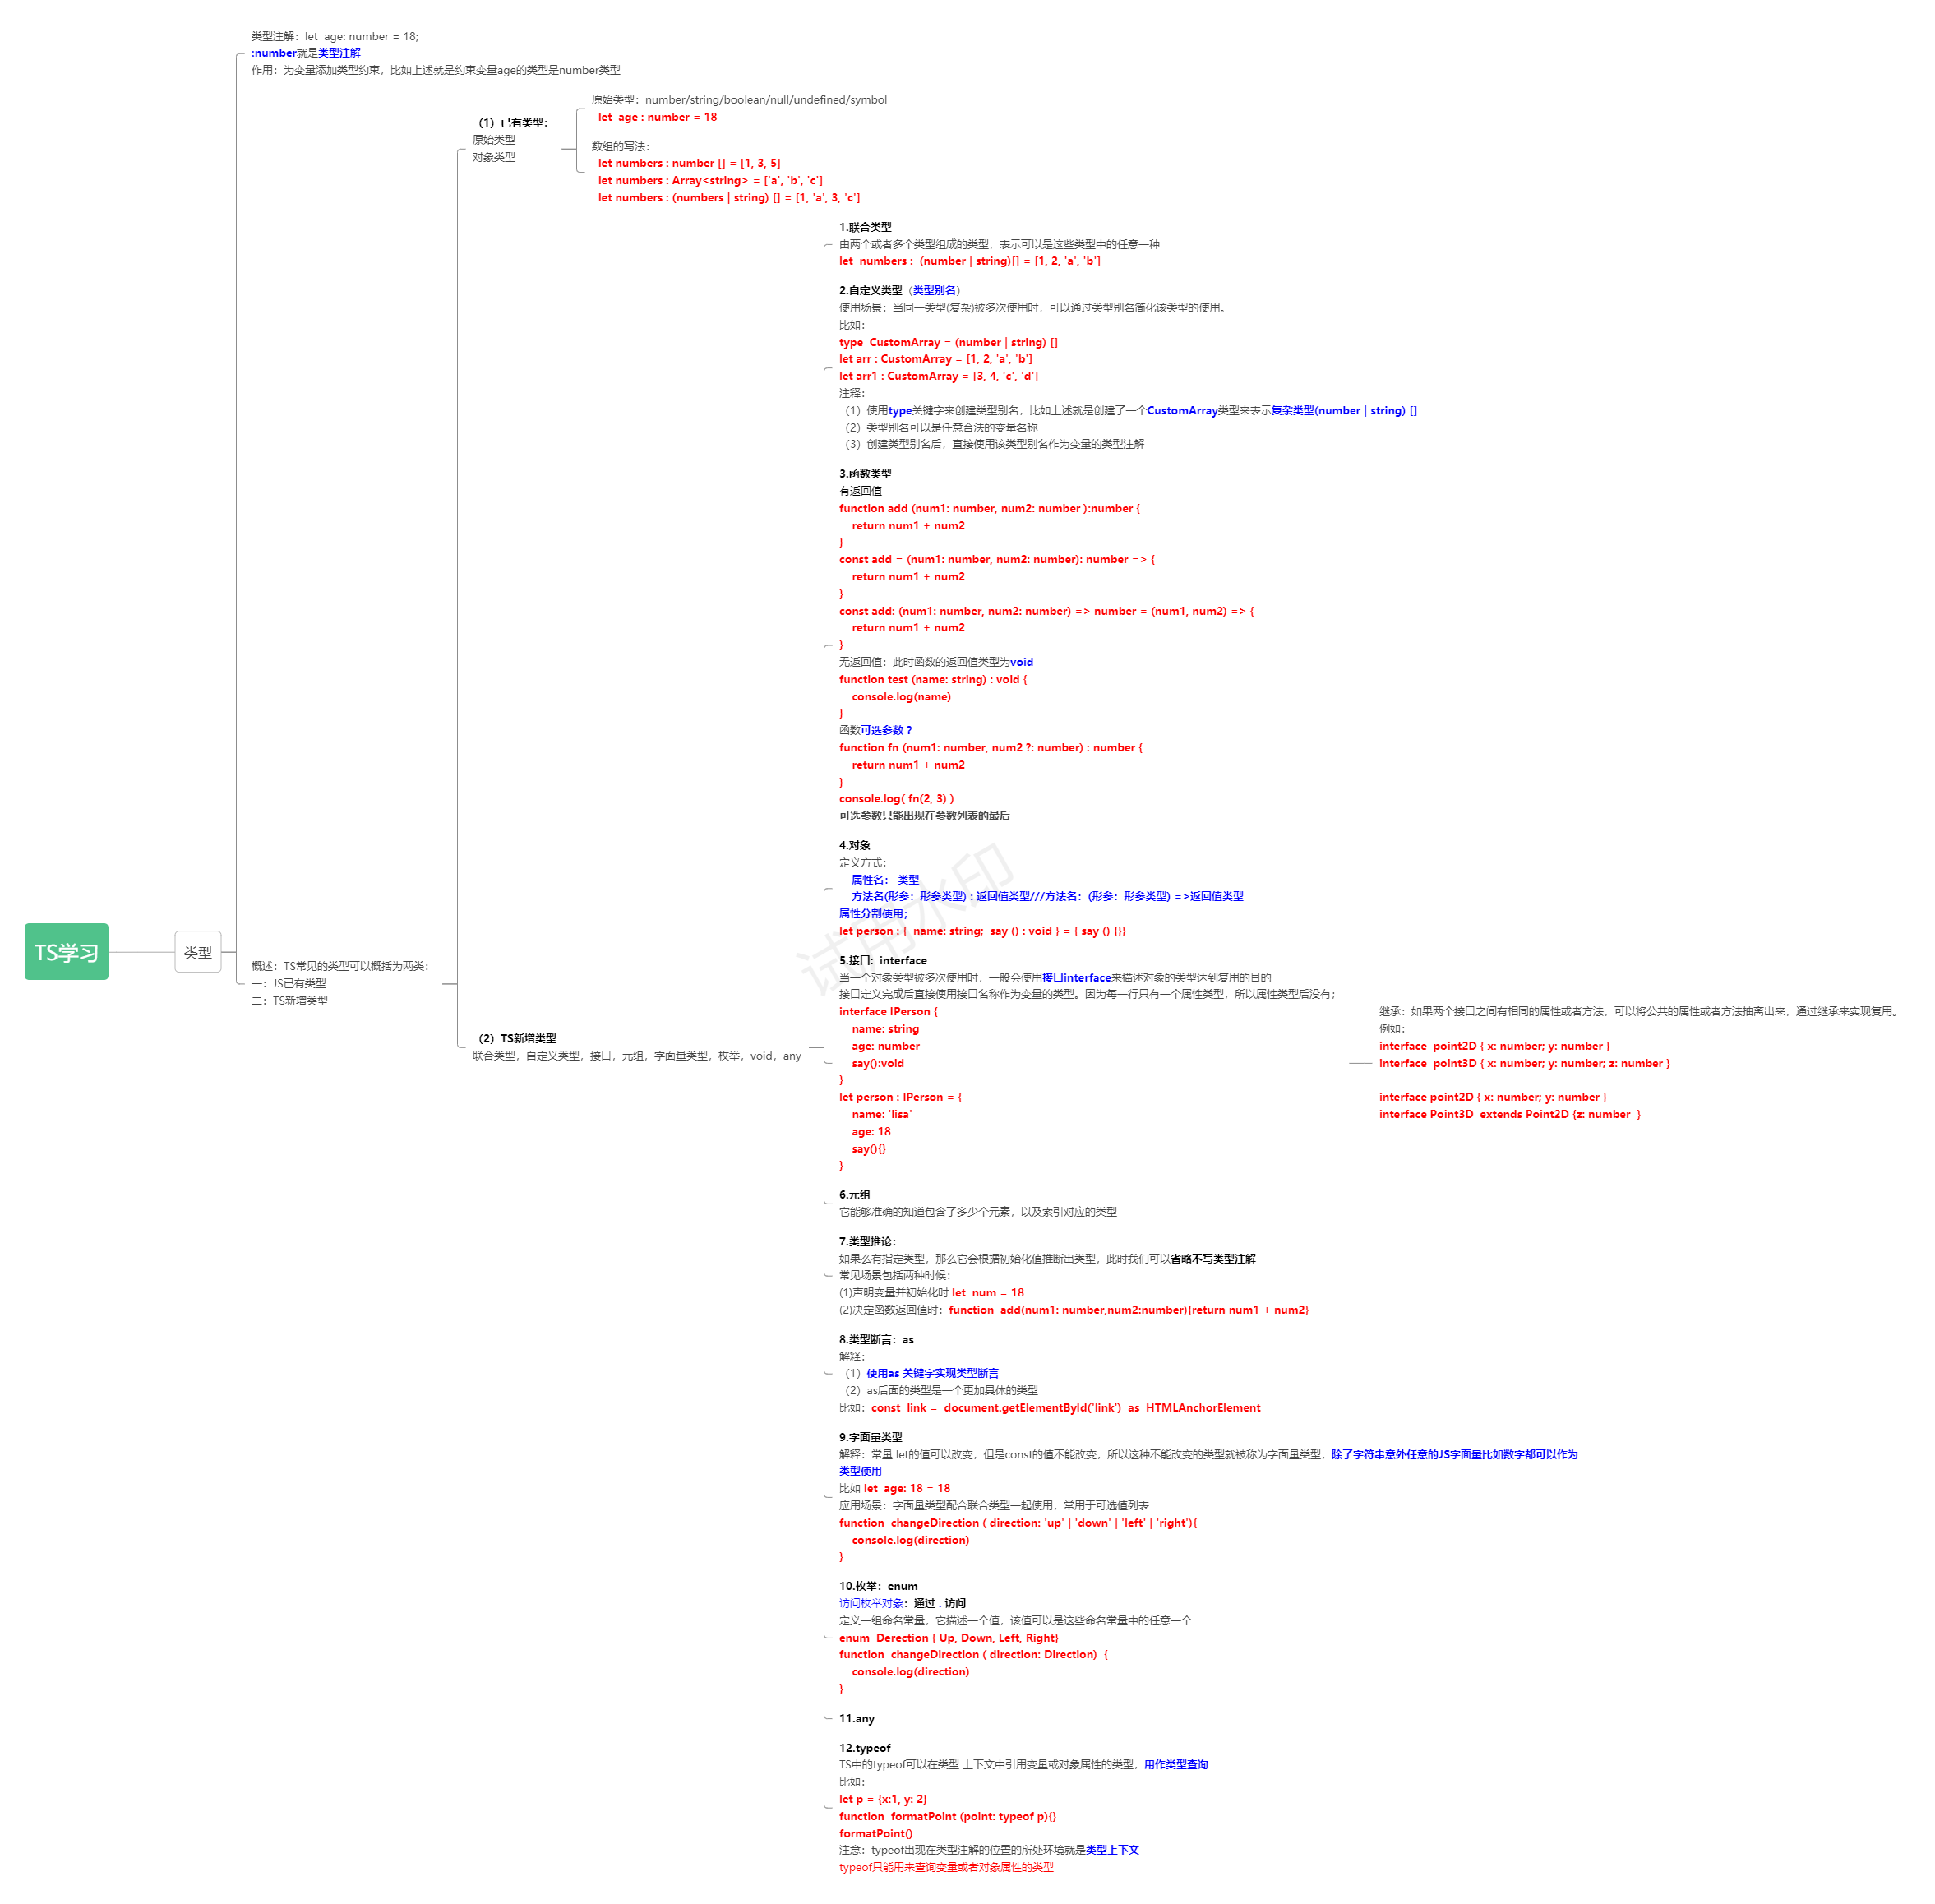 类型注解：let  age: number = 18;
:number就是类型注解
作用：为变量添加类型约束，比如上述就是约束变量age的类型是number类型
（1）已有类型：
原始类型
对象类型
原始类型：number/string/boolean/null/undefined/symbol
let  age : number = 18
数组的写法：
let numbers : number [] = [1, 3, 5]
let numbers : Array<string> = ['a', 'b', 'c']
let numbers : (numbers | string) [] = [1, 'a', 3, 'c']
1.联合类型
由两个或者多个类型组成的类型，表示可以是这些类型中的任意一种
let  numbers :  (number | string)[] = [1, 2, 'a', 'b']
2.自定义类型（类型别名）
使用场景：当同一类型(复杂)被多次使用时，可以通过类型别名简化该类型的使用。
比如：
type  CustomArray = (number | string) []
let arr : CustomArray = [1, 2, 'a', 'b']
let arr1 : CustomArray = [3, 4, 'c', 'd']
注释：
（1）使用type关键字来创建类型别名，比如上述就是创建了一个CustomArray类型来表示复杂类型(number | string) []
（2）类型别名可以是任意合法的变量名称
（3）创建类型别名后，直接使用该类型别名作为变量的类型注解
3.函数类型
有返回值
function add (num1: number, num2: number ):number {
return num1 + num2
}
const add = (num1: number, num2: number): number => {
return num1 + num2
}
const add: (num1: number, num2: number) => number = (num1, num2) => {
return num1 + num2
}
无返回值：此时函数的返回值类型为void
function test (name: string) : void {
console.log(name)
}
函数可选参数？
function fn (num1: number, num2 ?: number) : number {
return num1 + num2
}
console.log( fn(2, 3) )
可选参数只能出现在参数列表的最后
4.对象
定义方式：
属性名： 类型
方法名(形参：形参类型) : 返回值类型///方法名：(形参：形参类型) =>返回值类型
属性分割使用；
let person : {  name: string;  say () : void } = { say () {}}
试用水印
TS学习
类型
概述：TS常见的类型可以概括为两类：
一：JS已有类型
二：TS新增类型
（2）TS新增类型
联合类型，自定义类型，接口，元组，字面量类型，枚举，void，any
5.接口：interface
当一个对象类型被多次使用时，一般会使用接口interface来描述对象的类型达到复用的目的
接口定义完成后直接使用接口名称作为变量的类型。因为每一行只有一个属性类型，所以属性类型后没有；
interface IPerson {
name: string
age: number
say():void
}
let person : IPerson = {
name: 'lisa'
age: 18
say(){}
}
继承：如果两个接口之间有相同的属性或者方法，可以将公共的属性或者方法抽离出来，通过继承来实现复用。
例如：
interface  point2D { x: number; y: number }
interface  point3D { x: number; y: number; z: number }
interface point2D { x: number; y: number }
interface Point3D  extends Point2D {z: number  }
6.元组
它能够准确的知道包含了多少个元素，以及索引对应的类型
7.类型推论：
如果么有指定类型，那么它会根据初始化值推断出类型，此时我们可以省略不写类型注解
常见场景包括两种时候：
(1)声明变量并初始化时 let  num = 18
(2)决定函数返回值时：function  add(num1: number,num2:number){return num1 + num2}
8.类型断言：as
解释：
（1）使用as 关键字实现类型断言
（2）as后面的类型是一个更加具体的类型
比如：const  link =  document.getElementById('link')  as  HTMLAnchorElement
9.字面量类型
解释：常量 let的值可以改变，但是const的值不能改变，所以这种不能改变的类型就被称为字面量类型，除了字符串意外任意的JS字面量比如数字都可以作为
类型使用
比如 let  age: 18 = 18
应用场景：字面量类型配合联合类型一起使用，常用于可选值列表
function  changeDirection ( direction: 'up' | 'down' | 'left' | 'right'){
console.log(direction)
}
10.枚举：enum
访问枚举对象：通过 . 访问
定义一组命名常量，它描述一个值，该值可以是这些命名常量中的任意一个
enum  Derection { Up, Down, Left, Right}
function  changeDirection ( direction: Direction)  {
console.log(direction)
}
11.any
12.typeof
TS中的typeof可以在类型 上下文中引用变量或对象属性的类型，用作类型查询
比如：
let p = {x:1, y: 2}
function  formatPoint (point: typeof p){}
formatPoint()
注意：typeof出现在类型注解的位置的所处环境就是类型上下文
typeof只能用来查询变量或者对象属性的类型